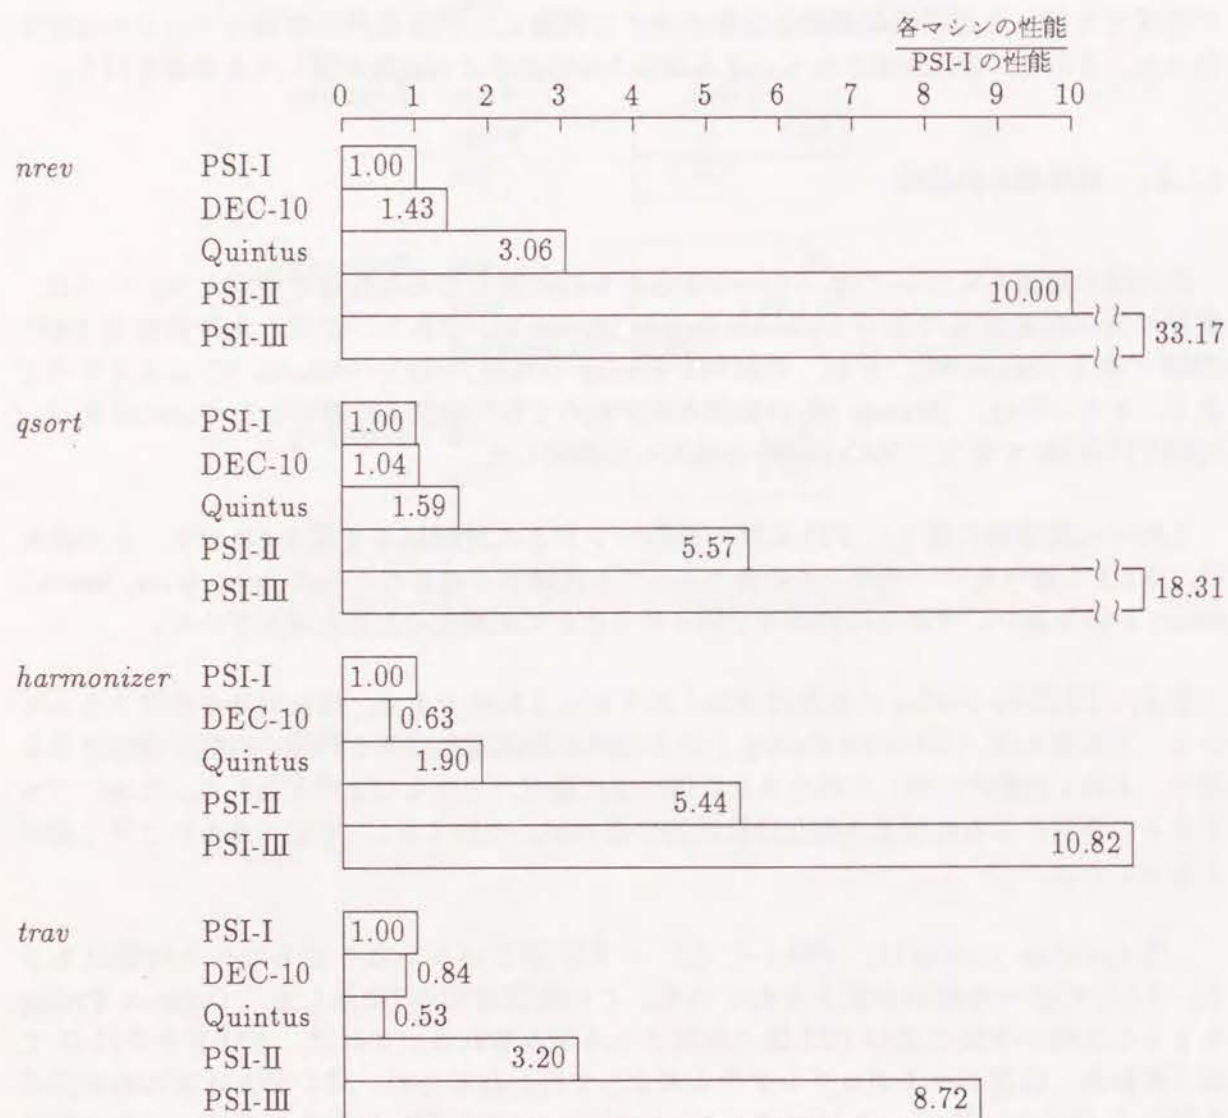 各マシンの性能
PSI-I の性能
0 1 2 3 4 5 6 7 8 9 10
nrev PSI-I 1.00
DEC-10 1.43
Quintus 3.06
PSI-II 10.00
PSI-III 33.17
qsort PSI-I 1.00
DEC-10 1.04
Quintus 1.59
PSI-II 5.57
PSI-III 18.31
harmonizer PSI-I 1.00
DEC-10 0.63
Quintus 1.90
PSI-II 5.44
PSI-III 10.82
trav PSI-I 1.00
DEC-10 0.84
Quintus 0.53
PSI-II 3.20
PSI-III 8.72